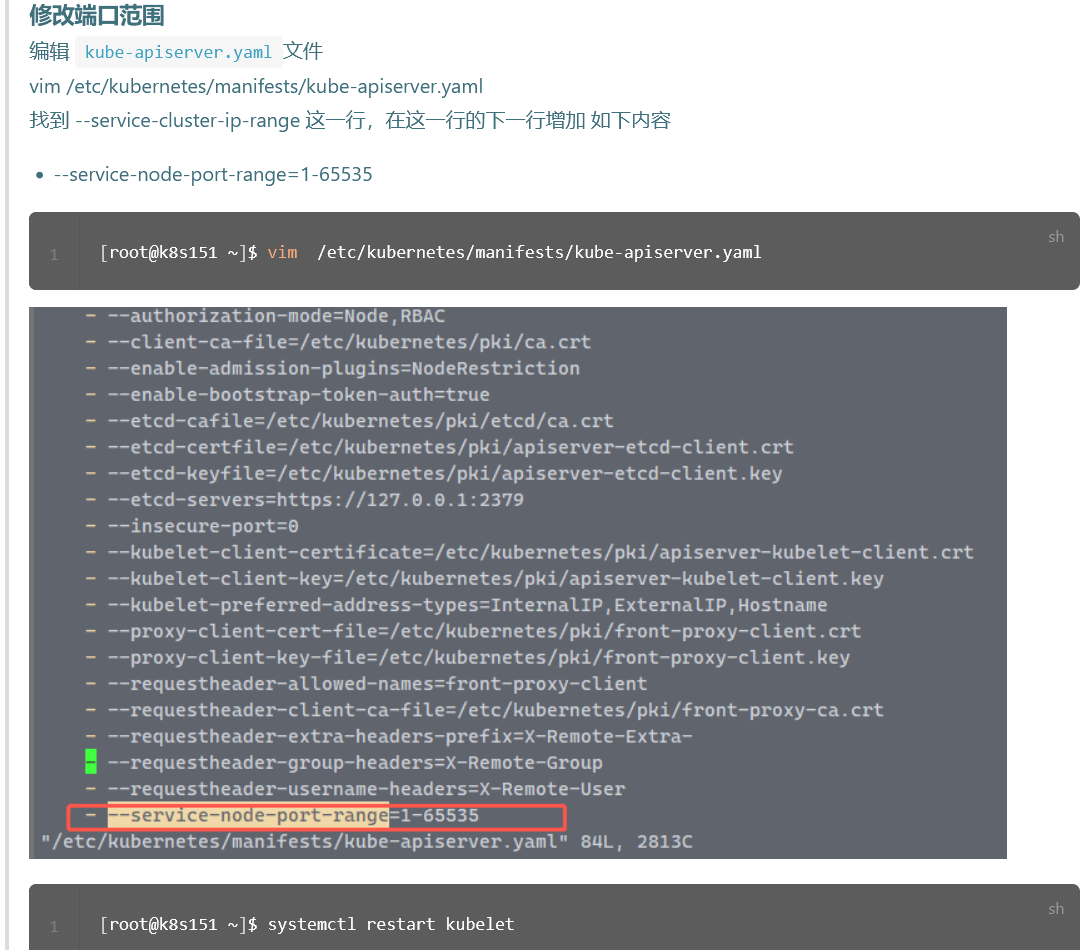 修改端口范围
编辑 kube-apiserver.yaml 文件
vim /etc/kubernetes/manifests/kube-apiserver.yaml
找到 --service-cluster-ip-range 这一行，在这一行的下一行增加 如下内容
• --service-node-port-range=1-65535
sh
1 [root@k8s151 ~]$ vim  /etc/kubernetes/manifests/kube-apiserver.yaml
- --authorization-mode=Node,RBAC
- --client-ca-file=/etc/kubernetes/pki/ca.crt
- --enable-admission-plugins=NodeRestriction
- --enable-bootstrap-token-auth=true
- --etcd-cafile=/etc/kubernetes/pki/etcd/ca.crt
- --etcd-certfile=/etc/kubernetes/pki/apiserver-etcd-client.crt
- --etcd-keyfile=/etc/kubernetes/pki/apiserver-etcd-client.key
- --etcd-servers=https://127.0.0.1:2379
- --insecure-port=0
- --kubelet-client-certificate=/etc/kubernetes/pki/apiserver-kubelet-client.crt
- --kubelet-client-key=/etc/kubernetes/pki/apiserver-kubelet-client.key
- --kubelet-preferred-address-types=InternalIP,ExternalIP,Hostname
- --proxy-client-cert-file=/etc/kubernetes/pki/front-proxy-client.crt
- --proxy-client-key-file=/etc/kubernetes/pki/front-proxy-client.key
- --requestheader-allowed-names=front-proxy-client
- --requestheader-client-ca-file=/etc/kubernetes/pki/front-proxy-ca.crt
- --requestheader-extra-headers-prefix=X-Remote-Extra-
- --requestheader-group-headers=X-Remote-Group
- --requestheader-username-headers=X-Remote-User
- --service-node-port-range=1-65535
"/etc/kubernetes/manifests/kube-apiserver.yaml" 84L, 2813C
sh
1 [root@k8s151 ~]$ systemctl restart kubelet